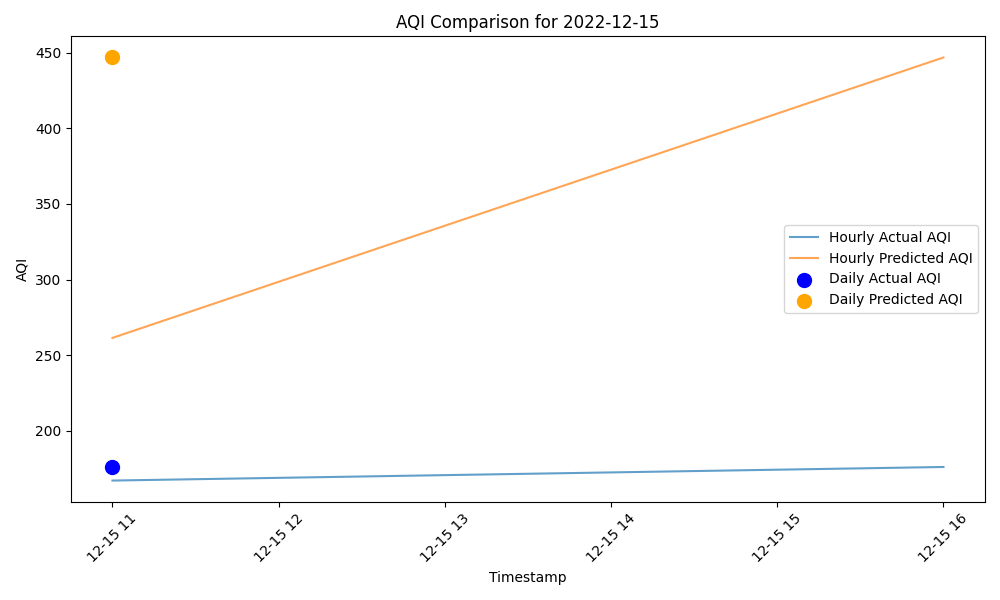 AQI Comparison for 2022-12-15
AQI
450
400
350
300
250
200
Hourly Actual AQI
Hourly Predicted AQI
Daily Actual AQI
Daily Predicted AQI
12-15 11
12-15 12
12-15 13
12-15 14
12-15 15
12-15 16
Timestamp